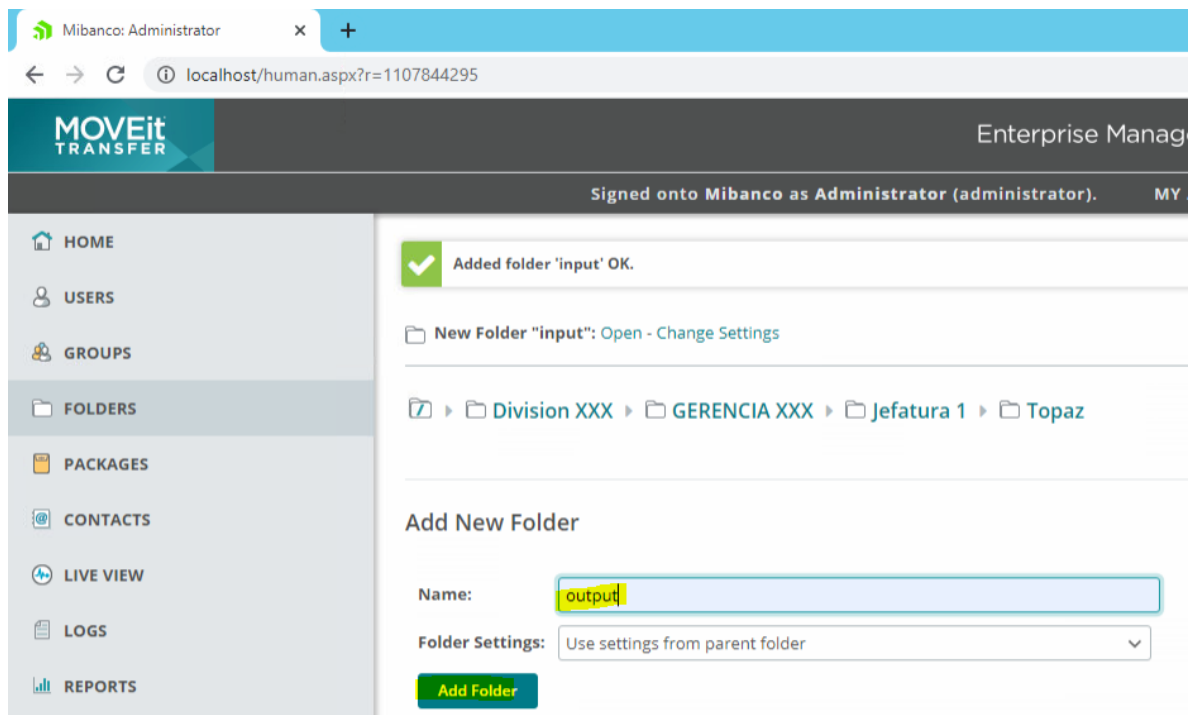 Mibanco: Administrator
localhost/human.aspx?r=1107844295
MOVEit
TRANSFER
Enterprise Manag
Signed onto Mibanco as Administrator (administrator). MY
HOME
USERS
GROUPS
FOLDERS
PACKAGES
CONTACTS
LIVE VIEW
LOGS
REPORTS
Added folder 'input' OK.
New Folder "input": Open - Change Settings
Division XXX GERENCIA XXX Jefatura 1 Topaz
Add New Folder
Name: output
Folder Settings: Use settings from parent folder
Add Folder